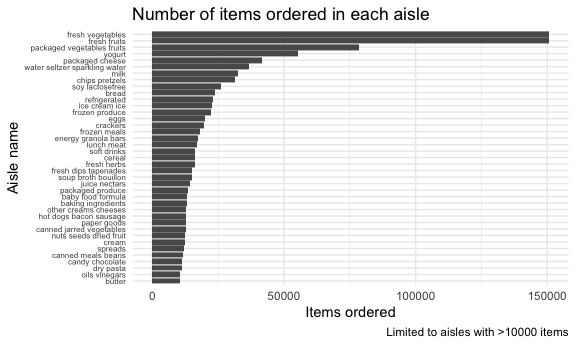 Number of items ordered in each aisle
Aisle name
fresh vegetables
fresh fruits
packaged vegetables fruits
yogurt
packaged cheese
water seltzer sparkling water
milk
chips pretzels
soy lactosefree
bread
refrigerated
ice cream ice
frozen produce
eggs
crackers
frozen meals
energy granola bars
lunch meat
soft drinks
cereal
fresh herbs
fresh dips tapenades
soup broth bouillon
juice nectars
packaged produce
baby food formula
baking ingredients
other creams cheeses
hot dogs bacon sausage
paper goods
canned jarred vegetables
nuts seeds dried fruit
cream
spreads
canned meals beans
candy chocolate
dry pasta
oils vinegars
butter
0 50000 100000 150000
Items ordered
Limited to aisles with >10000 items